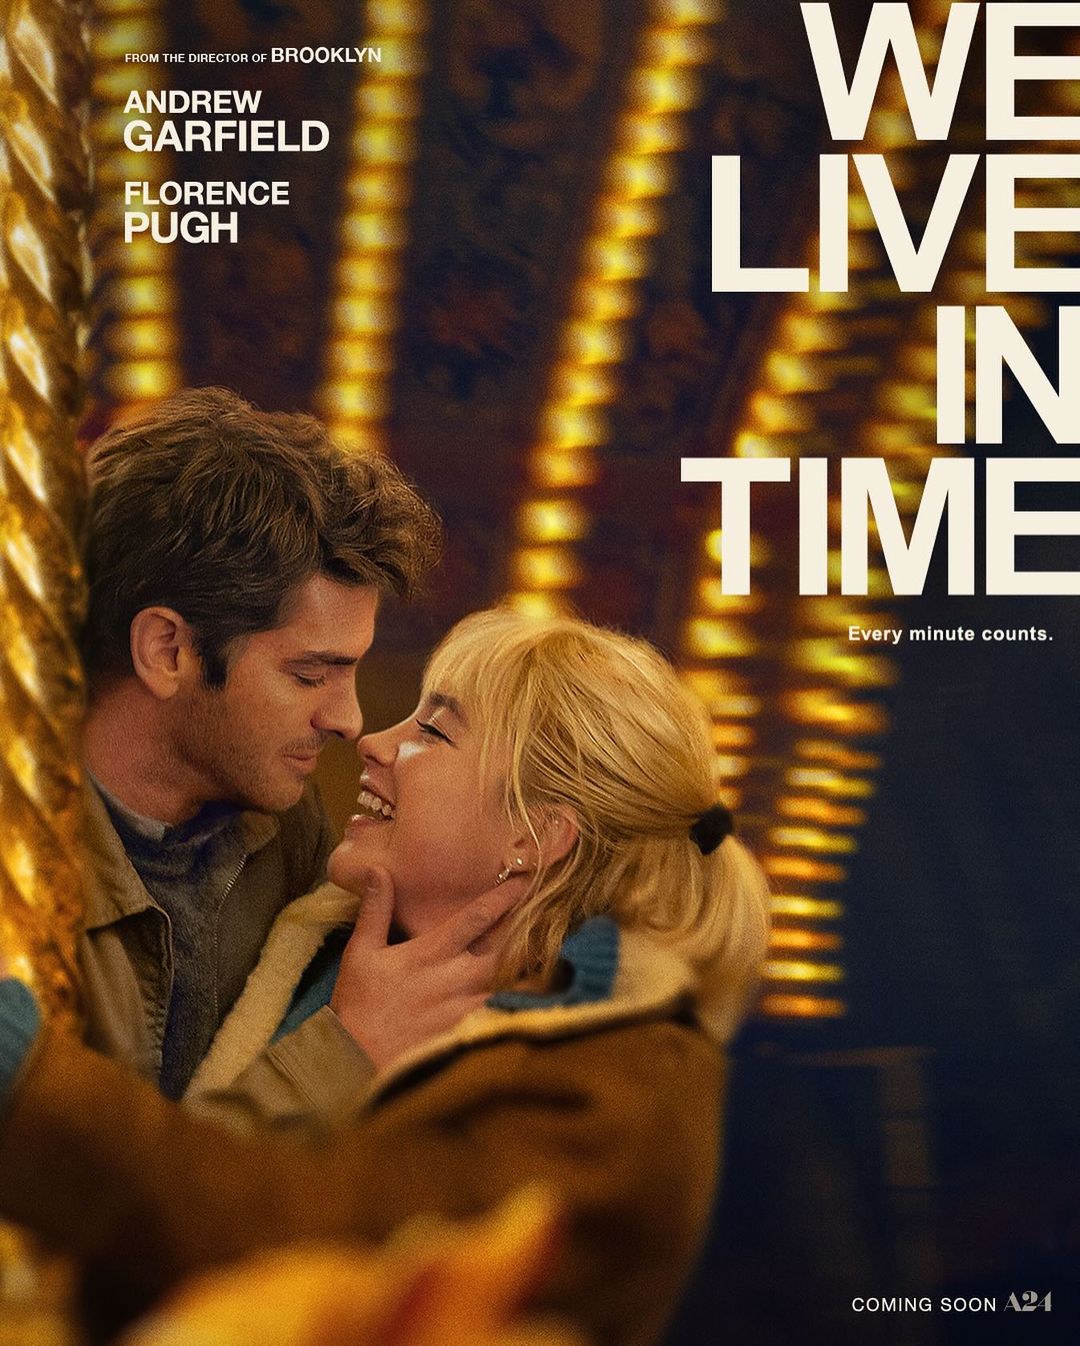 FROM THE DIRECTOR OF BROOKLYN
ANDREW
GARFIELD
FLORENCE
PUGH
WE
LIVE
IN
TIME
Every minute counts.
COMING SOON A24